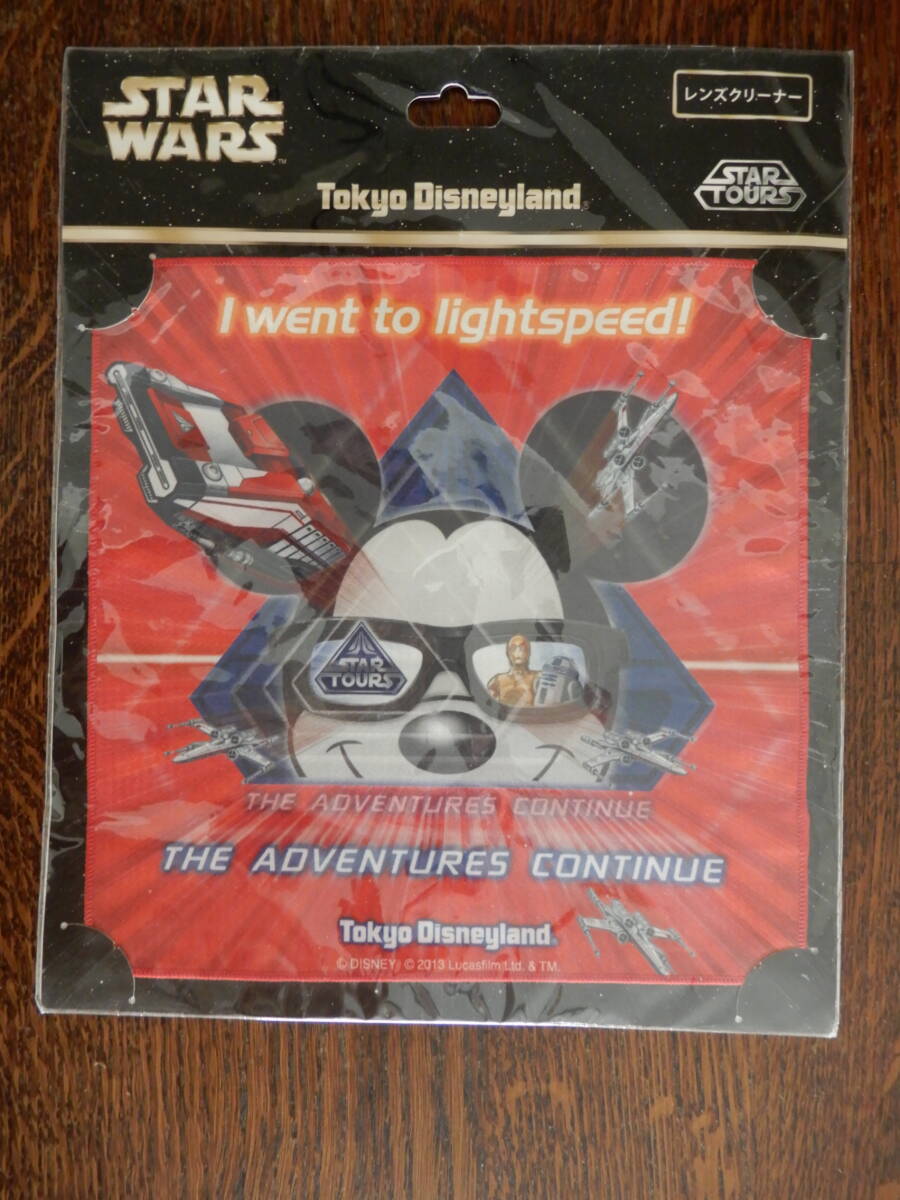 STAR
WARS™
レンズクリーナー
Tokyo Disneyland®
STAR
TOURS
I went to lightspeed!
STAR
TOURS
THE ADVENTURES CONTINUE
THE ADVENTURES CONTINUE
Tokyo Disneyland®
© DISNEY © 2013 Lucasfilm Ltd. & TM.